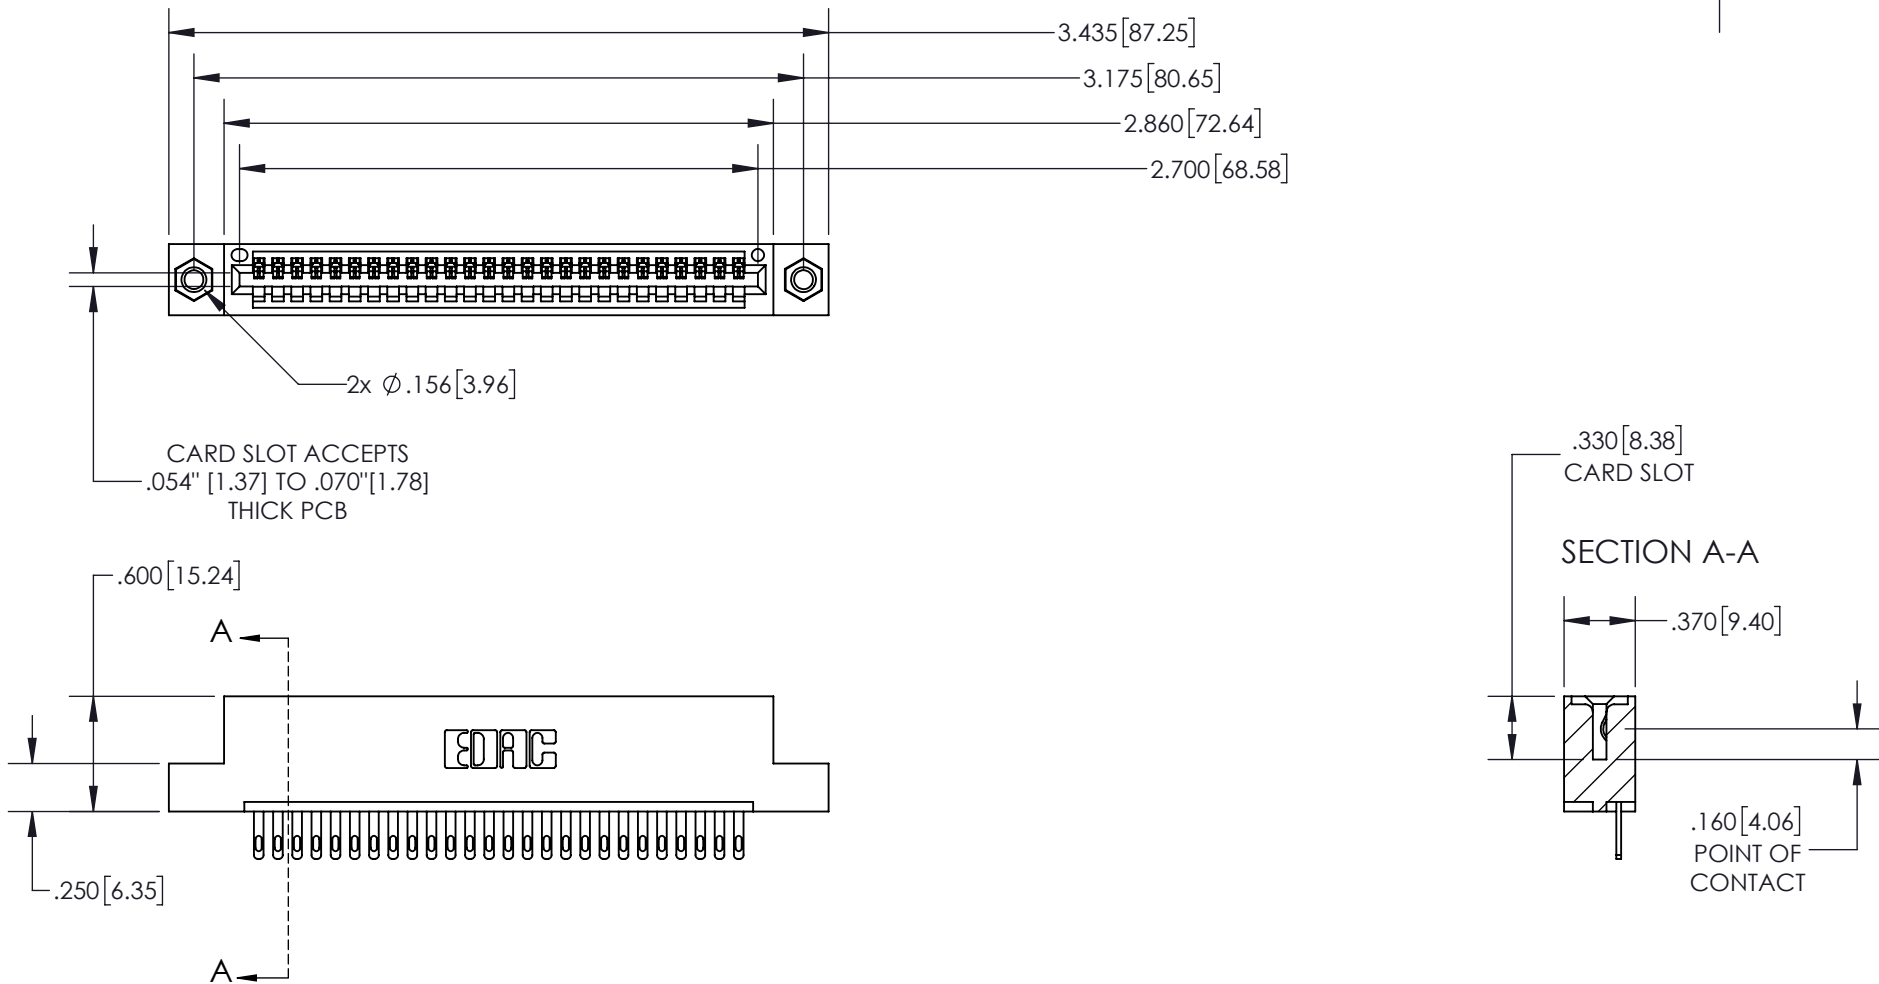 3.435[87.25]
3.175[80.65]
2.860[72.64]
2.700[68.58]
2x ∅.156[3.96]
CARD SLOT ACCEPTS
.054" [1.37] TO .070"[1.78]
THICK PCB
.330[8.38]
CARD SLOT
SECTION A-A
.600[15.24]
A
.370[9.40]
EDAC
.160[4.06]
POINT OF
CONTACT
.250[6.35]
A